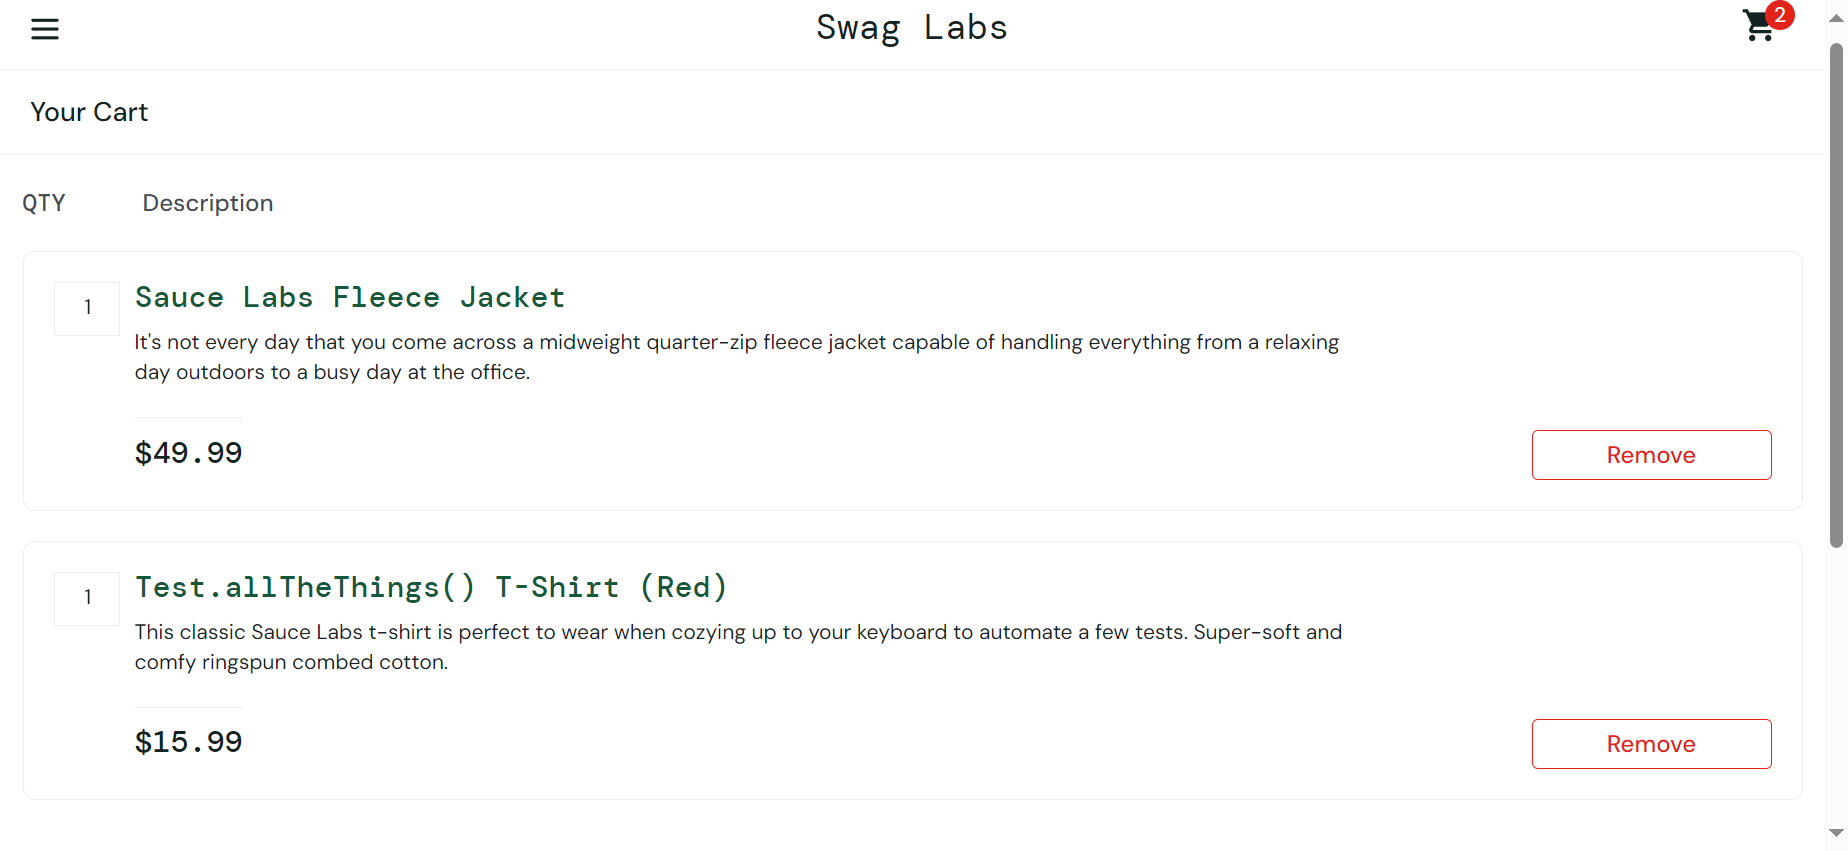 Swag Labs
2
Your Cart
QTY Description
1
Sauce Labs Fleece Jacket
It's not every day that you come across a midweight quarter-zip fleece jacket capable of handling everything from a relaxing
day outdoors to a busy day at the office.
$49.99
Remove
1
Test.allTheThings() T-Shirt (Red)
This classic Sauce Labs t-shirt is perfect to wear when cozying up to your keyboard to automate a few tests. Super-soft and
comfy ringspun combed cotton.
$15.99
Remove